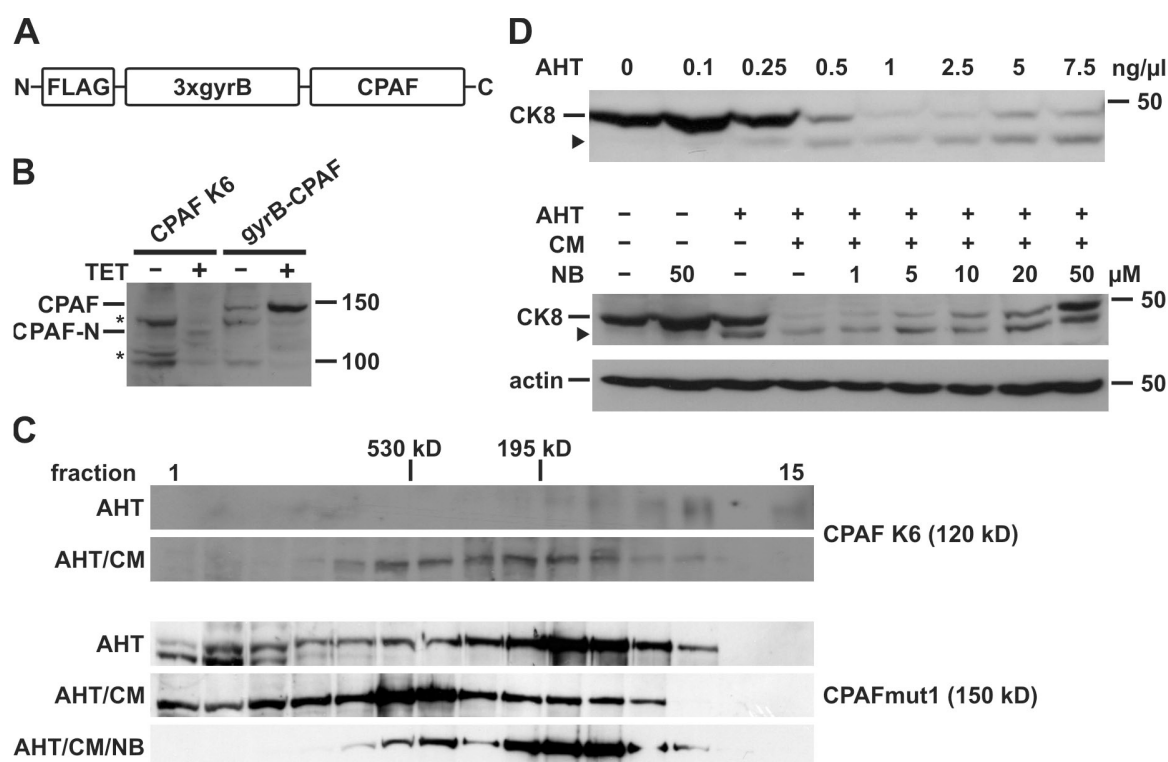 A
N FLAG 3xgyrB CPAF C
B
CPAF K6 gyrB-CPAF
TET – + – +
CPAF 150
*
CPAF-N
* 100
C
fraction 1 530 kD 195 kD 15
AHT
AHT/CM
CPAF K6 (120 kD)
AHT
AHT/CM
AHT/CM/NB
CPAFmut1 (150 kD)
D
AHT 0 0.1 0.25 0.5 1 2.5 5 7.5 ng/µl
CK8 50
AHT – – + + + + + + +
CM – – – + + + + + +
NB – 50 – – 1 5 10 20 50 µM
CK8 50
actin 50